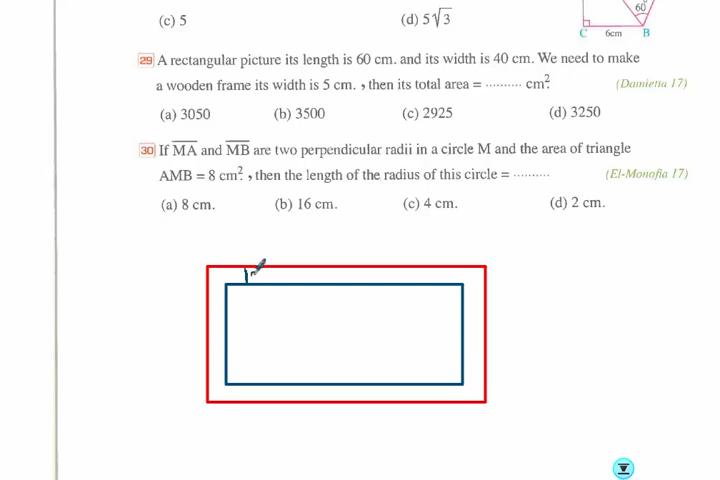 (c) 5 (d) 5√3
60°
C 6cm B
29 A rectangular picture its length is 60 cm. and its width is 40 cm. We need to make
a wooden frame its width is 5 cm. , then its total area = .......... cm². (Damietta 17)
(a) 3050 (b) 3500 (c) 2925 (d) 3250
30 If MA and MB are two perpendicular radii in a circle M and the area of triangle
AMB = 8 cm². , then the length of the radius of this circle = .......... (El-Monofia 17)
(a) 8 cm. (b) 16 cm. (c) 4 cm. (d) 2 cm.